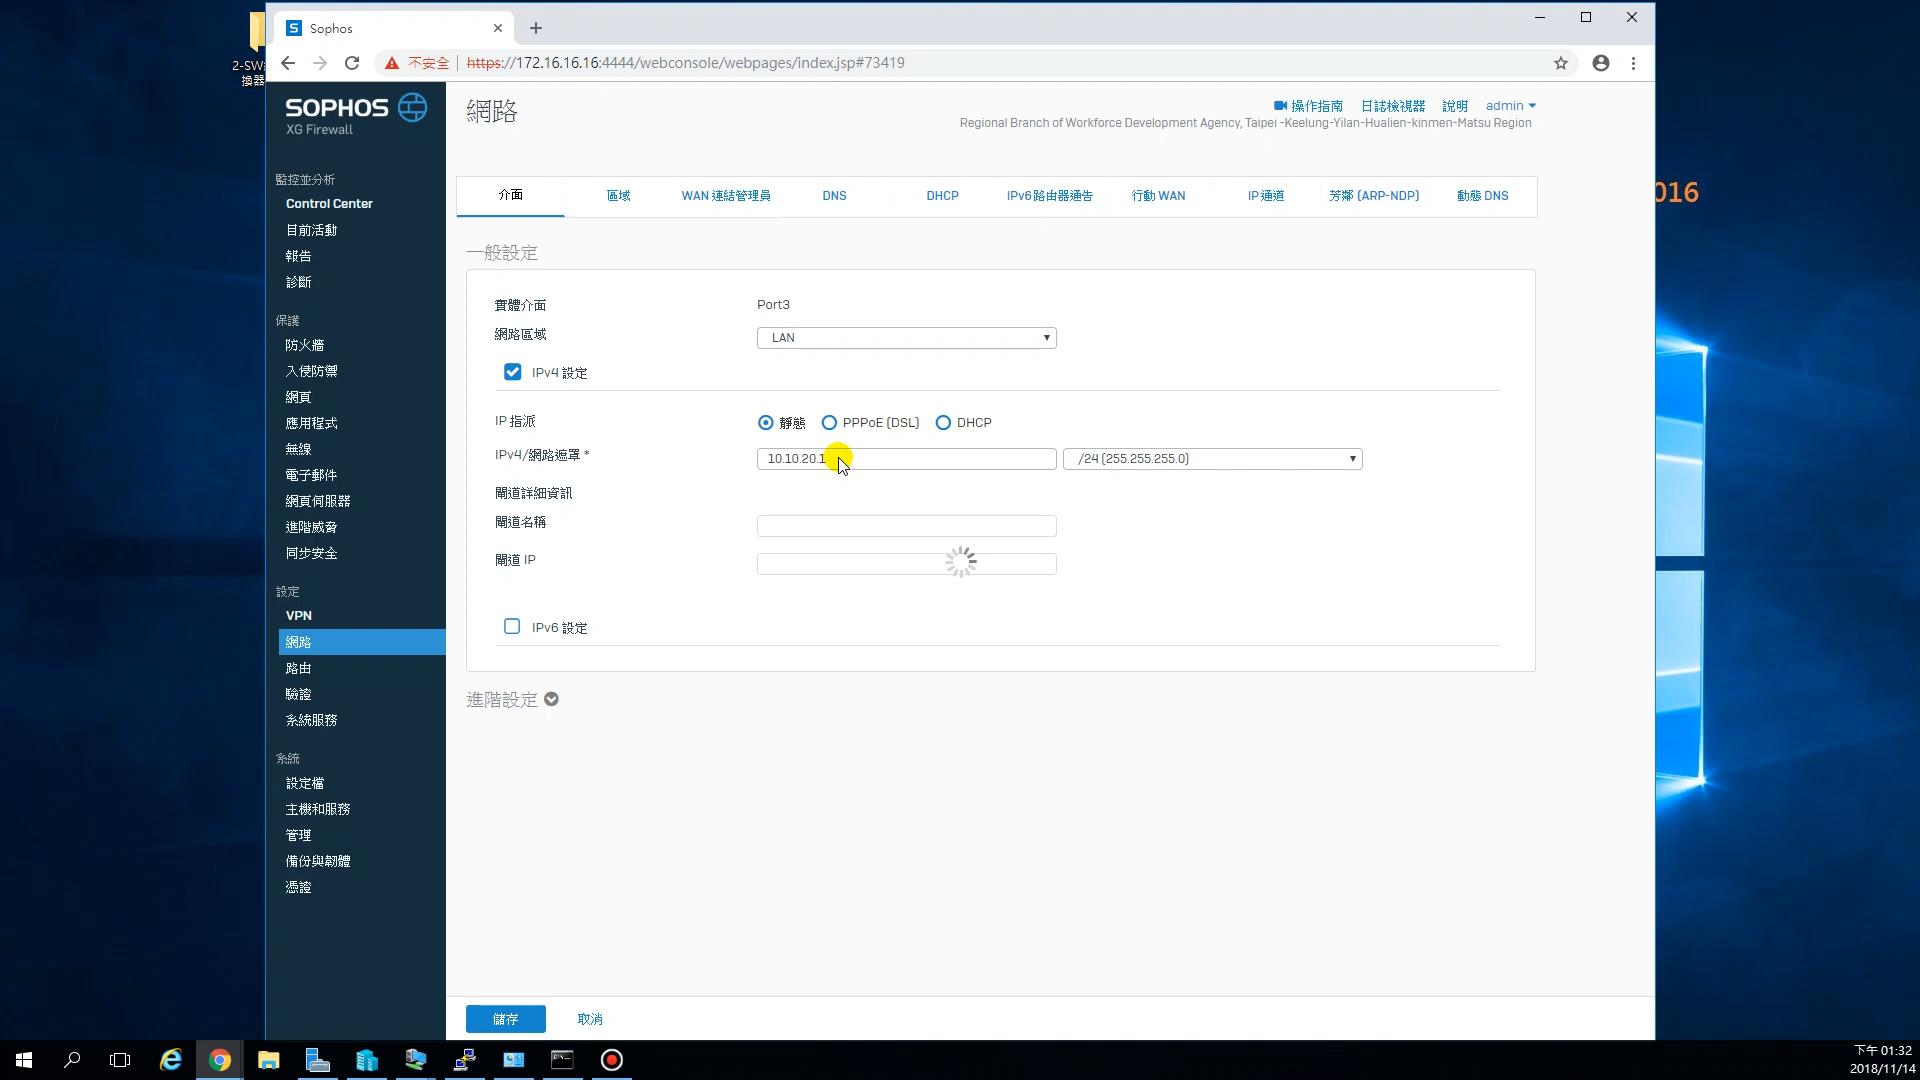 2-SW
換器
Sophos
不安全 | https://172.16.16.16:4444/webconsole/webpages/index.jsp#73419
SOPHOS
XG Firewall
網路
操作指南 日誌檢視器 說明 admin
Regional Branch of Workforce Development Agency, Taipei -Keelung-Yilan-Hualien-kinmen-Matsu Region
介面 區域 WAN 連結管理員 DNS DHCP IPv6路由器通告 行動 WAN IP通道 芳鄰 (ARP-NDP) 動態 DNS
016
監控並分析
Control Center
目前活動
報告
診斷
保護
防火牆
入侵防禦
網頁
應用程式
無線
電子郵件
網頁伺服器
進階威脅
同步安全
設定
VPN
網路
路由
驗證
系統服務
系統
設定檔
主機和服務
管理
備份與韌體
憑證
一般設定
實體介面 Port3
網路區域 LAN
IPv4 設定
IP 指派 靜態 PPPoE (DSL) DHCP
IPv4/網路遮罩 * 10.10.20.1 /24 (255.255.255.0)
閘道詳細資訊
閘道名稱
閘道 IP
IPv6 設定
進階設定
儲存 取消
下午 01:32
2018/11/14